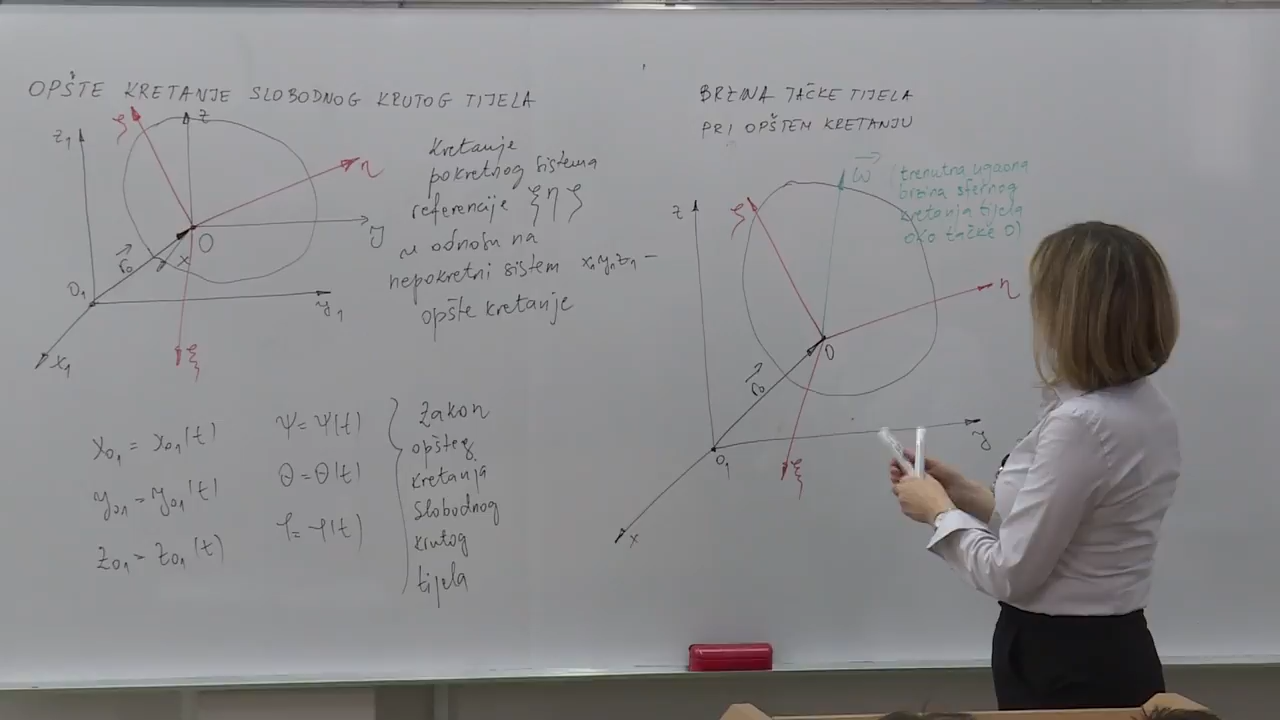 OPŠTE KRETANJE SLOBODNOG KRUTOG TIJELA
z₁
ζ
z
η
y
O
x
r₀
O₁
y₁
x₁
ξ
Kretanje
pokretnog sistema
referencije ξ η ζ
u odnosu na
nepokretni sistem x₁y₁z₁ –
opšte kretanje
x₀₁ = x₀₁(t)
y₀₁ = y₀₁(t)
z₀₁ = z₀₁(t)
Ψ = Ψ(t)
θ = θ(t)
φ = φ(t)
zakon
opšteg
kretanja
slobodnog
krutog
tijela
BRZINA TAČKE TIJELA
PRI OPŠTEM KRETANJU
ω (trenutna ugaona
brzina sfernog
kretanja tijela
oko tačke O)
z
ζ
η
O
r₀
O₁
y
ξ
x